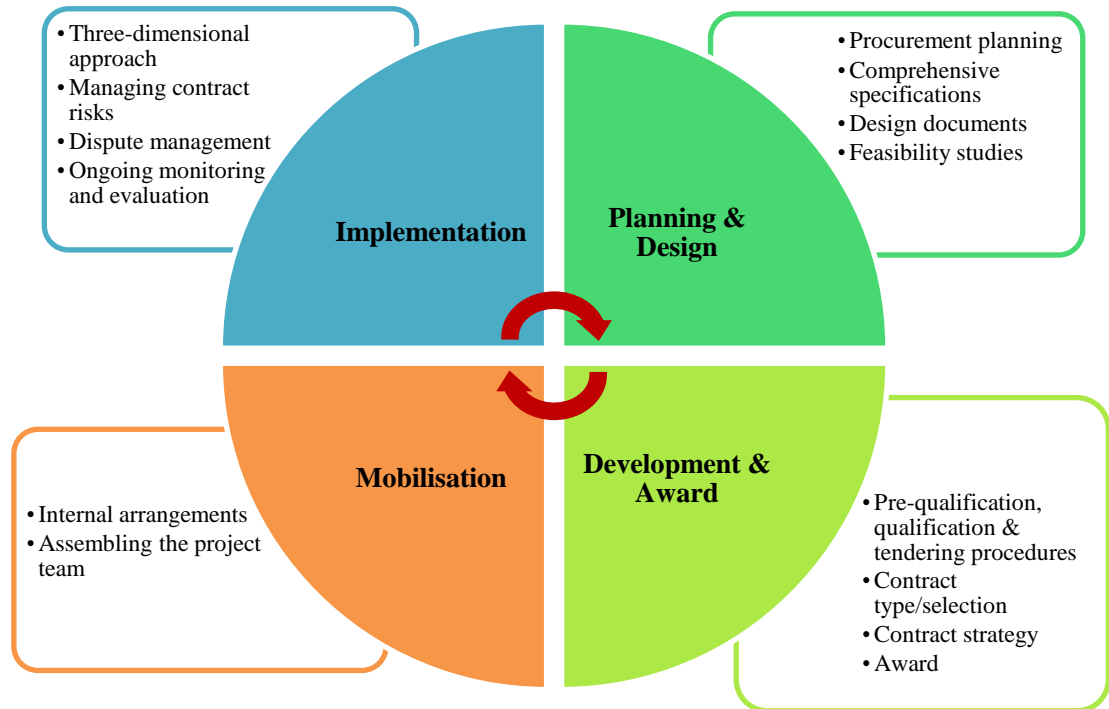 • Three-dimensional
approach
• Managing contract
risks
• Dispute management
• Ongoing monitoring
and evaluation
• Procurement planning
• Comprehensive
specifications
• Design documents
• Feasibility studies
Implementation
Planning &
Design
Mobilisation
Development &
Award
• Internal arrangements
• Assembling the project
team
• Pre-qualification,
qualification &
tendering procedures
• Contract
type/selection
• Contract strategy
• Award